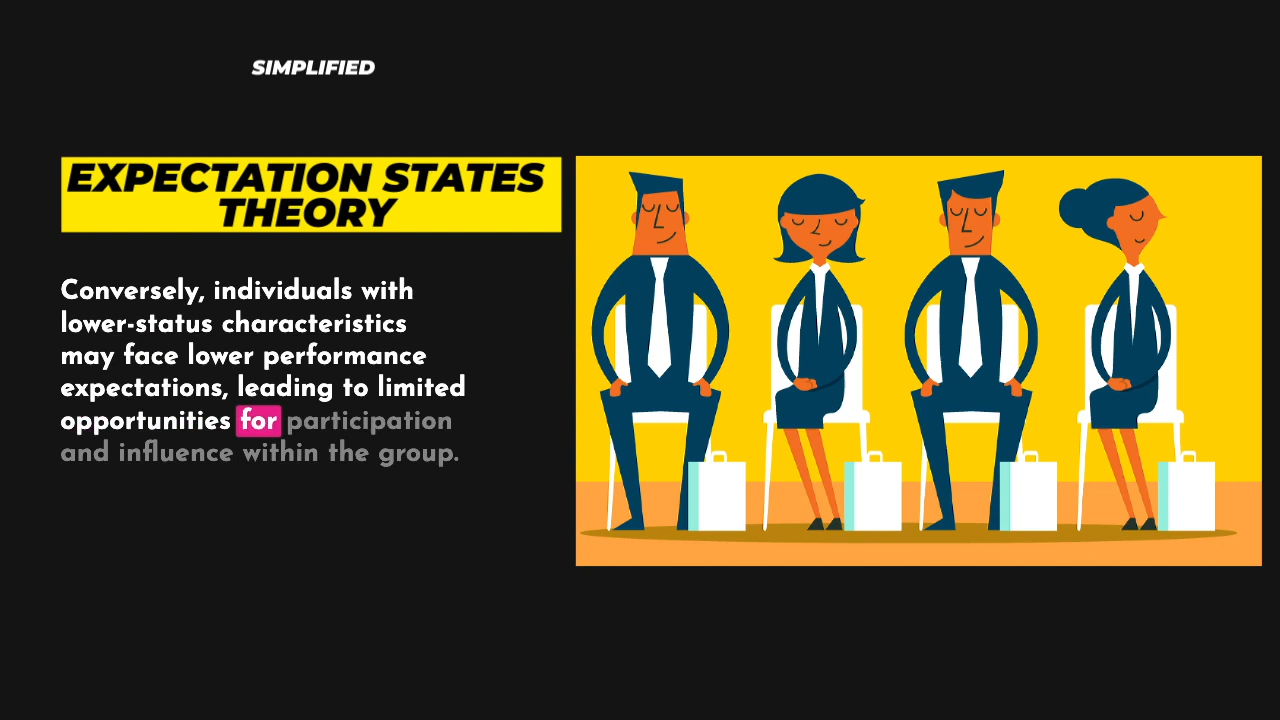 SIMPLIFIED
EXPECTATION STATES
THEORY
Conversely, individuals with
lower-status characteristics
may face lower performance
expectations, leading to limited
opportunities for participation
and influence within the group.